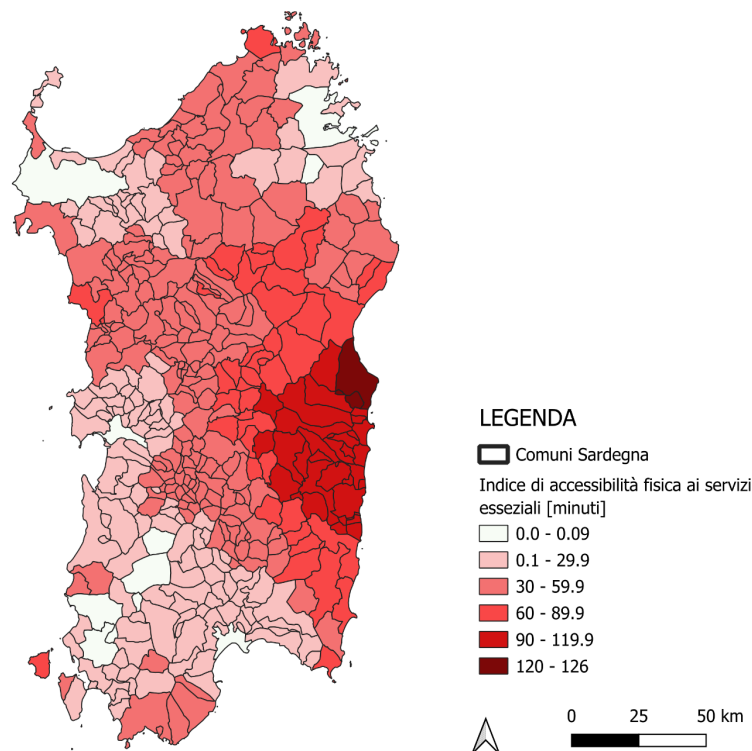 LEGENDA
Comuni Sardegna
Indice di accessibilità fisica ai servizi
esseziali [minuti]
0.0 - 0.09
0.1 - 29.9
30 - 59.9
60 - 89.9
90 - 119.9
120 - 126
0 25 50 km